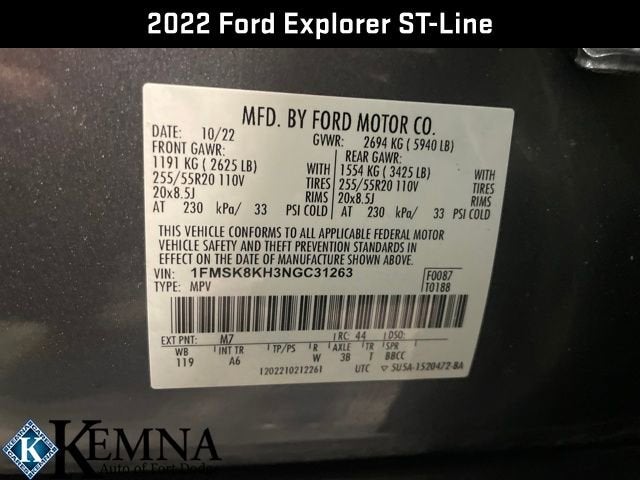 2022 Ford Explorer ST-Line
MFD. BY FORD MOTOR CO.
DATE: 10/22 GVWR: 2694 KG ( 5940 LB)
FRONT GAWR: REAR GAWR:
1191 KG ( 2625 LB) WITH 1554 KG ( 3425 LB) WITH
255/55R20 110V TIRES 255/55R20 110V TIRES
20x8.5J RIMS 20x8.5J RIMS
AT 230 kPa/ 33 PSI COLD AT 230 kPa/ 33 PSI COLD
THIS VEHICLE CONFORMS TO ALL APPLICABLE FEDERAL MOTOR
VEHICLE SAFETY AND THEFT PREVENTION STANDARDS IN
EFFECT ON THE DATE OF MANUFACTURE SHOWN ABOVE.
VIN: 1FMSK8KH3NGC31263 F0087
TYPE: MPV T0188
EXT PNT: M7 RC: 44 DSO:
WB INT TR TP/PS R AXLE TR SPR
119 A6 W 3B T BBCC
1202210212261 UTC ▽ 5U5A-1520472-BA
K KEMNA
Auto of Fort Dodge